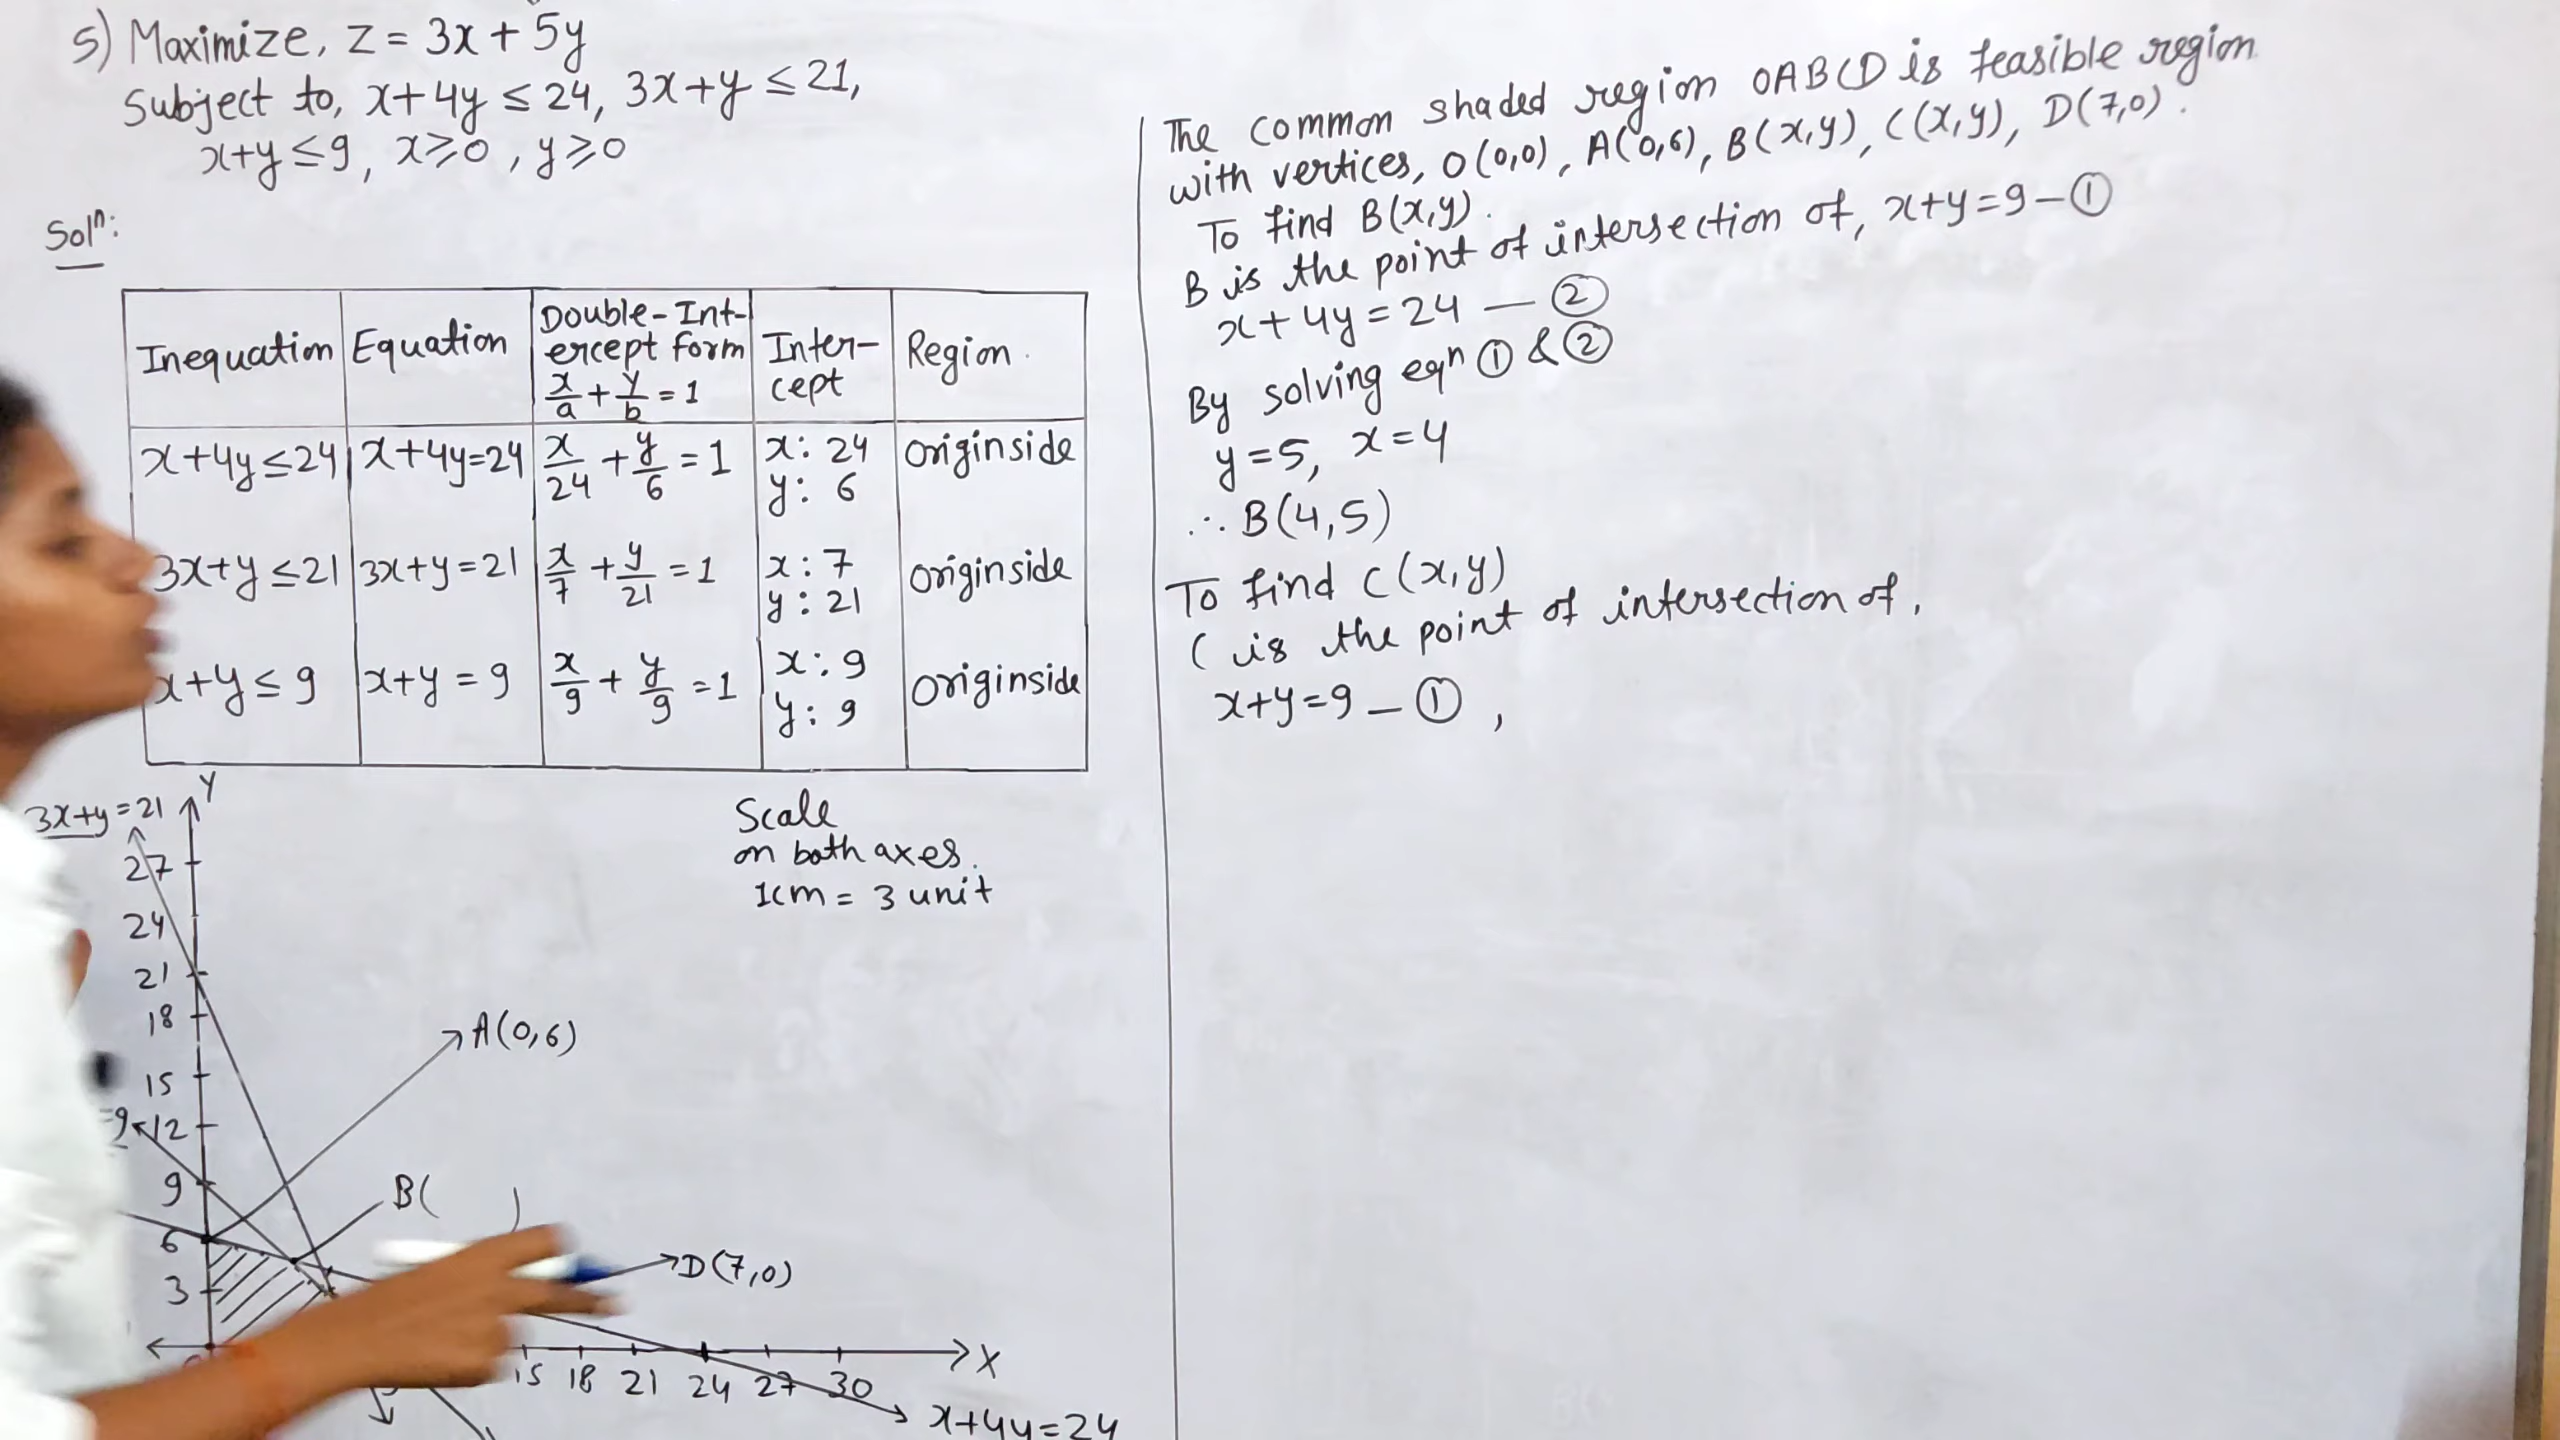 5) Maximize, z = 3x + 5y
Subject to, x+4y ≤ 24, 3x+y ≤ 21,
x+y ≤ 9, x ≥ 0, y ≥ 0
Solⁿ:
Inequation | Equation | Double-Int-ercept form x/a + y/b = 1 | Inter-cept | Region
x+4y ≤ 24 | x+4y=24 | x/24 + y/6 = 1 | x: 24 y: 6 | originside
3x+y ≤ 21 | 3x+y=21 | x/7 + y/21 = 1 | x: 7 y: 21 | originside
x+y ≤ 9 | x+y = 9 | x/9 + y/9 = 1 | x: 9 y: 9 | originside
Scale
on both axes.
1cm = 3 unit
3x+y=21
Y
27
24
21
18
15
=9
12
9
6
3
A(0,6)
B( )
D(7,0)
15 18 21 24 27 30
X
x+4y=24
The common shaded region OABCD is feasible region
with vertices, O(0,0), A(0,6), B(x,y), C(x,y), D(7,0).
To find B(x,y).
B is the point of intersection of, x+y=9 — ①
x+4y=24 — ②
By solving eqⁿ ① & ②
y=5, x=4
∴ B(4,5)
To find C(x,y)
C is the point of intersection of,
x+y=9 — ① ,